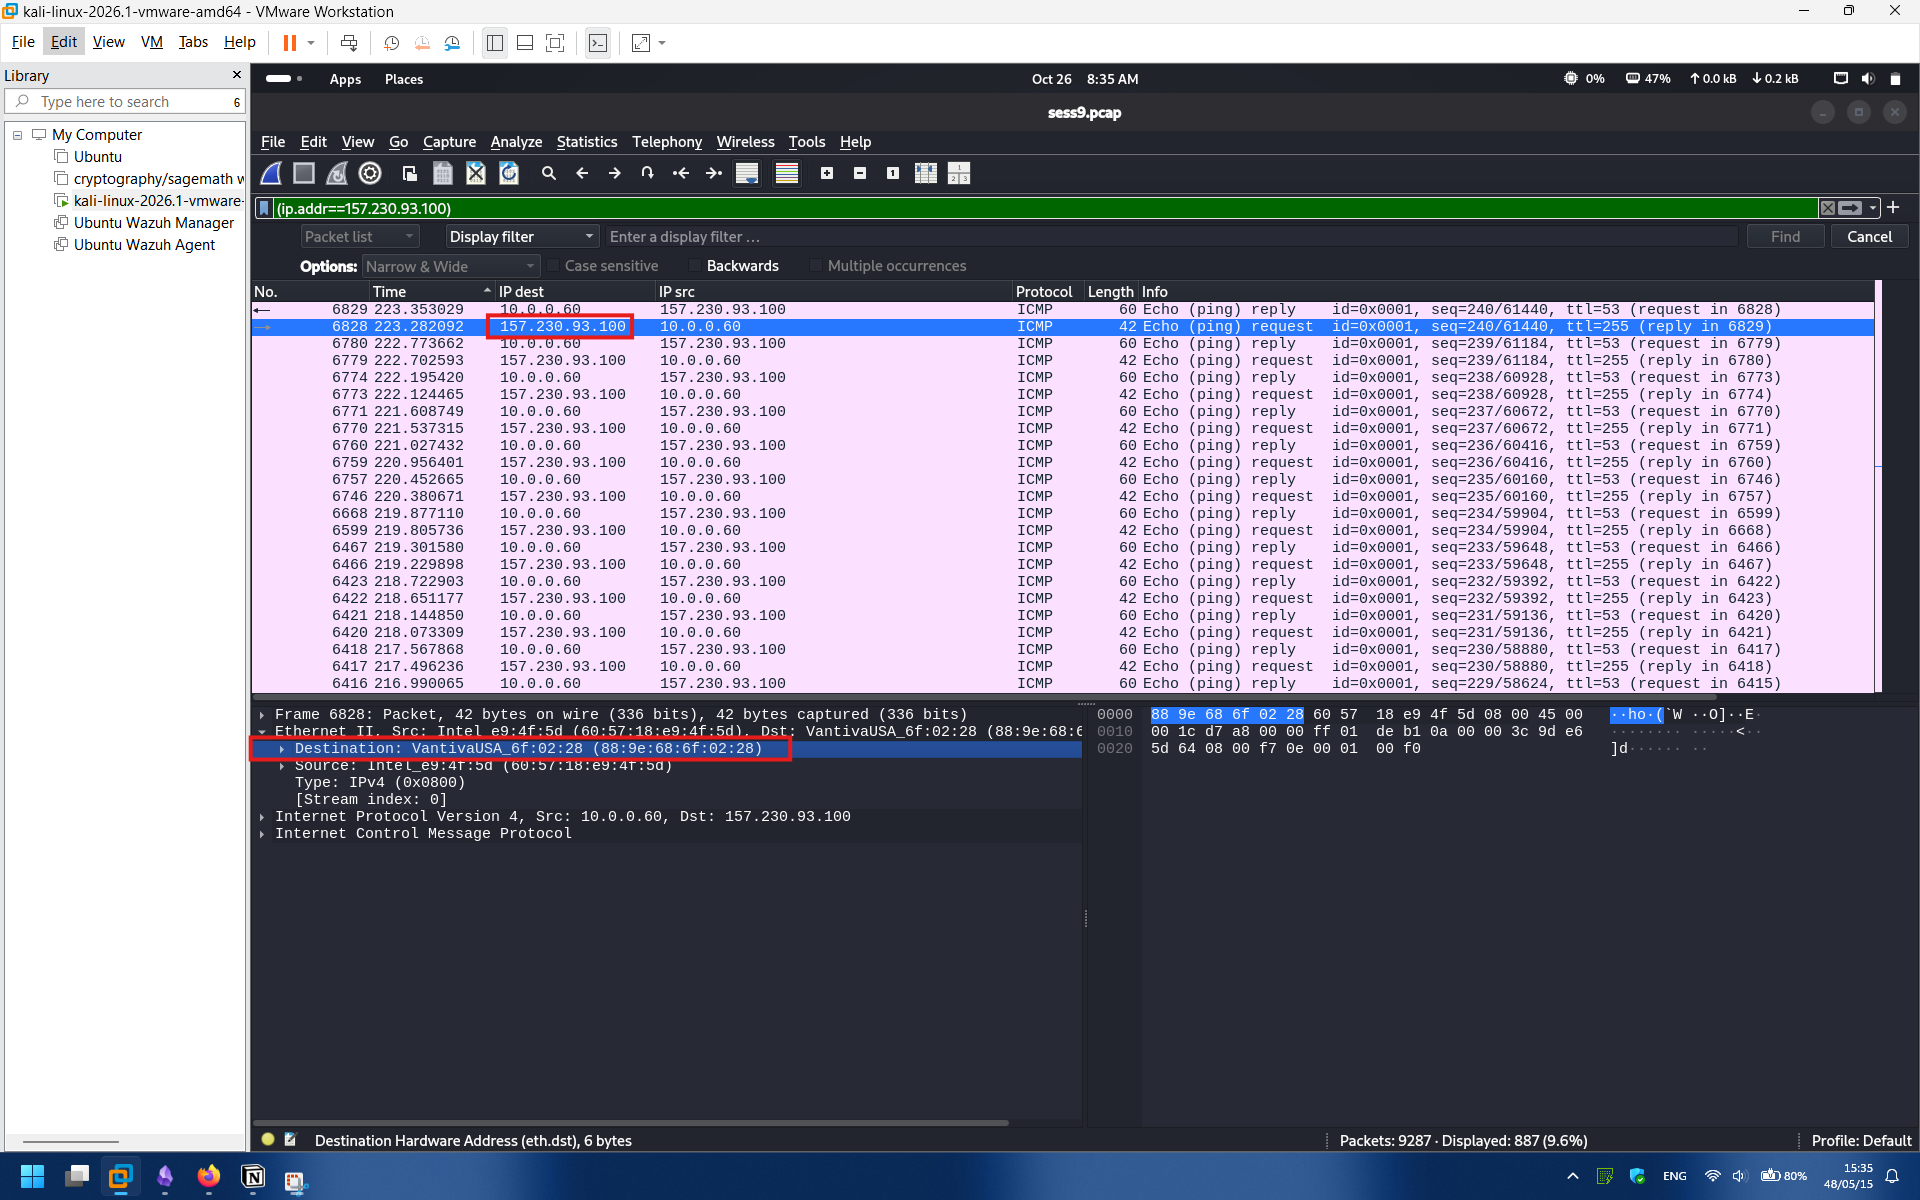 kali-linux-2026.1-vmware-amd64 - VMware Workstation
File Edit View VM Tabs Help
Library
Type here to search 6
My Computer
Ubuntu
cryptography/sagemath w
kali-linux-2026.1-vmware-
Ubuntu Wazuh Manager
Ubuntu Wazuh Agent
Apps Places Oct 26 8:35 AM 0% 47% 0.0 kB 0.2 kB
sess9.pcap
File Edit View Go Capture Analyze Statistics Telephony Wireless Tools Help
(ip.addr==157.230.93.100)
Packet list Display filter Enter a display filter … Find Cancel
Options: Narrow & Wide Case sensitive Backwards Multiple occurrences
No. Time IP dest IP src Protocol Length Info
6829 223.353029 10.0.0.60 157.230.93.100 ICMP 60 Echo (ping) reply id=0x0001, seq=240/61440, ttl=53 (request in 6828)
6828 223.282092 157.230.93.100 10.0.0.60 ICMP 42 Echo (ping) request id=0x0001, seq=240/61440, ttl=255 (reply in 6829)
6780 222.773662 10.0.0.60 157.230.93.100 ICMP 60 Echo (ping) reply id=0x0001, seq=239/61184, ttl=53 (request in 6779)
6779 222.702593 157.230.93.100 10.0.0.60 ICMP 42 Echo (ping) request id=0x0001, seq=239/61184, ttl=255 (reply in 6780)
6774 222.195420 10.0.0.60 157.230.93.100 ICMP 60 Echo (ping) reply id=0x0001, seq=238/60928, ttl=53 (request in 6773)
6773 222.124465 157.230.93.100 10.0.0.60 ICMP 42 Echo (ping) request id=0x0001, seq=238/60928, ttl=255 (reply in 6774)
6771 221.608749 10.0.0.60 157.230.93.100 ICMP 60 Echo (ping) reply id=0x0001, seq=237/60672, ttl=53 (request in 6770)
6770 221.537315 157.230.93.100 10.0.0.60 ICMP 42 Echo (ping) request id=0x0001, seq=237/60672, ttl=255 (reply in 6771)
6760 221.027432 10.0.0.60 157.230.93.100 ICMP 60 Echo (ping) reply id=0x0001, seq=236/60416, ttl=53 (request in 6759)
6759 220.956401 157.230.93.100 10.0.0.60 ICMP 42 Echo (ping) request id=0x0001, seq=236/60416, ttl=255 (reply in 6760)
6757 220.452665 10.0.0.60 157.230.93.100 ICMP 60 Echo (ping) reply id=0x0001, seq=235/60160, ttl=53 (request in 6746)
6746 220.380671 157.230.93.100 10.0.0.60 ICMP 42 Echo (ping) request id=0x0001, seq=235/60160, ttl=255 (reply in 6757)
6668 219.877110 10.0.0.60 157.230.93.100 ICMP 60 Echo (ping) reply id=0x0001, seq=234/59904, ttl=53 (request in 6599)
6599 219.805736 157.230.93.100 10.0.0.60 ICMP 42 Echo (ping) request id=0x0001, seq=234/59904, ttl=255 (reply in 6668)
6467 219.301580 10.0.0.60 157.230.93.100 ICMP 60 Echo (ping) reply id=0x0001, seq=233/59648, ttl=53 (request in 6466)
6466 219.229898 157.230.93.100 10.0.0.60 ICMP 42 Echo (ping) request id=0x0001, seq=233/59648, ttl=255 (reply in 6467)
6423 218.722903 10.0.0.60 157.230.93.100 ICMP 60 Echo (ping) reply id=0x0001, seq=232/59392, ttl=53 (request in 6422)
6422 218.651177 157.230.93.100 10.0.0.60 ICMP 42 Echo (ping) request id=0x0001, seq=232/59392, ttl=255 (reply in 6423)
6421 218.144850 10.0.0.60 157.230.93.100 ICMP 60 Echo (ping) reply id=0x0001, seq=231/59136, ttl=53 (request in 6420)
6420 218.073309 157.230.93.100 10.0.0.60 ICMP 42 Echo (ping) request id=0x0001, seq=231/59136, ttl=255 (reply in 6421)
6418 217.567868 10.0.0.60 157.230.93.100 ICMP 60 Echo (ping) reply id=0x0001, seq=230/58880, ttl=53 (request in 6417)
6417 217.496236 157.230.93.100 10.0.0.60 ICMP 42 Echo (ping) request id=0x0001, seq=230/58880, ttl=255 (reply in 6418)
6416 216.990065 10.0.0.60 157.230.93.100 ICMP 60 Echo (ping) reply id=0x0001, seq=229/58624, ttl=53 (request in 6415)
Frame 6828: Packet, 42 bytes on wire (336 bits), 42 bytes captured (336 bits)
Ethernet II, Src: Intel_e9:4f:5d (60:57:18:e9:4f:5d), Dst: VantivaUSA_6f:02:28 (88:9e:68:6
Destination: VantivaUSA_6f:02:28 (88:9e:68:6f:02:28)
Source: Intel_e9:4f:5d (60:57:18:e9:4f:5d)
Type: IPv4 (0x0800)
[Stream index: 0]
Internet Protocol Version 4, Src: 10.0.0.60, Dst: 157.230.93.100
Internet Control Message Protocol
0000 88 9e 68 6f 02 28 60 57 18 e9 4f 5d 08 00 45 00 ··ho·(`W ··O]··E·
0010 00 1c d7 a8 00 00 ff 01 de b1 0a 00 00 3c 9d e6 ········ ·····<··
0020 5d 64 08 00 f7 0e 00 01 00 f0 ]d······ ··
Destination Hardware Address (eth.dst), 6 bytes Packets: 9287 · Displayed: 887 (9.6%) Profile: Default
ENG 80% 15:35
48/05/15